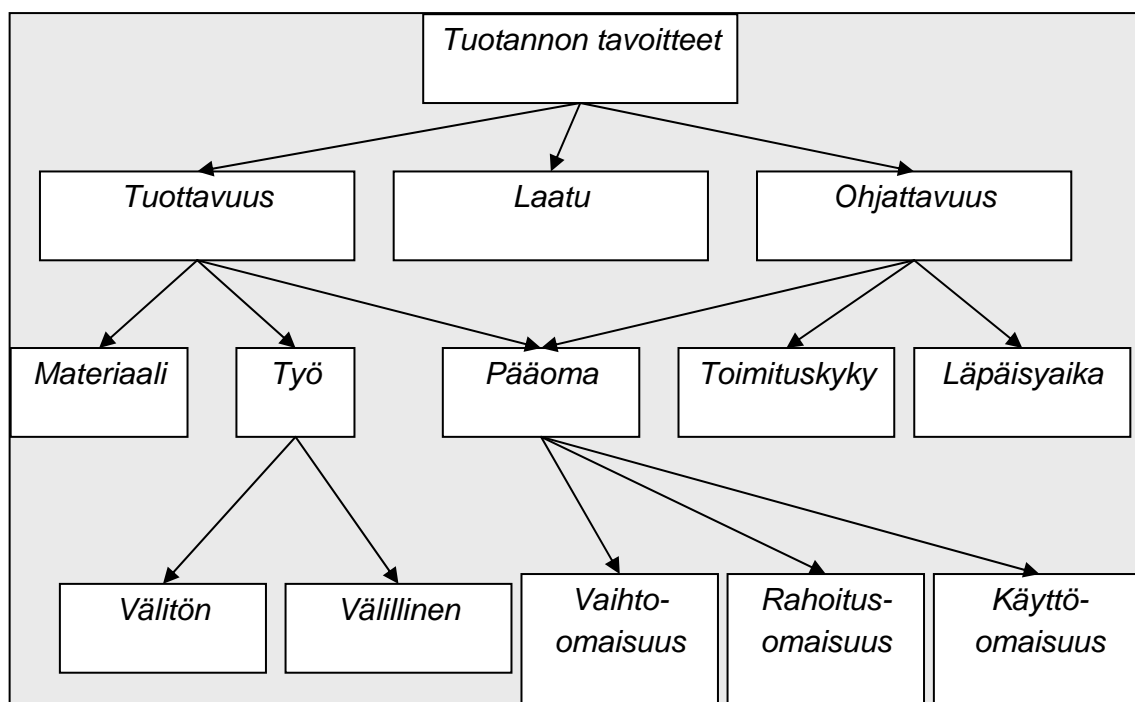 Tuotannon tavoitteet
Tuottavuus
Laatu
Ohjattavuus
Materiaali
Työ
Pääoma
Toimituskyky
Läpäisyaika
Välitön
Välillinen
Vaihto-
omaisuus
Rahoitus-
omaisuus
Käyttö-
omaisuus